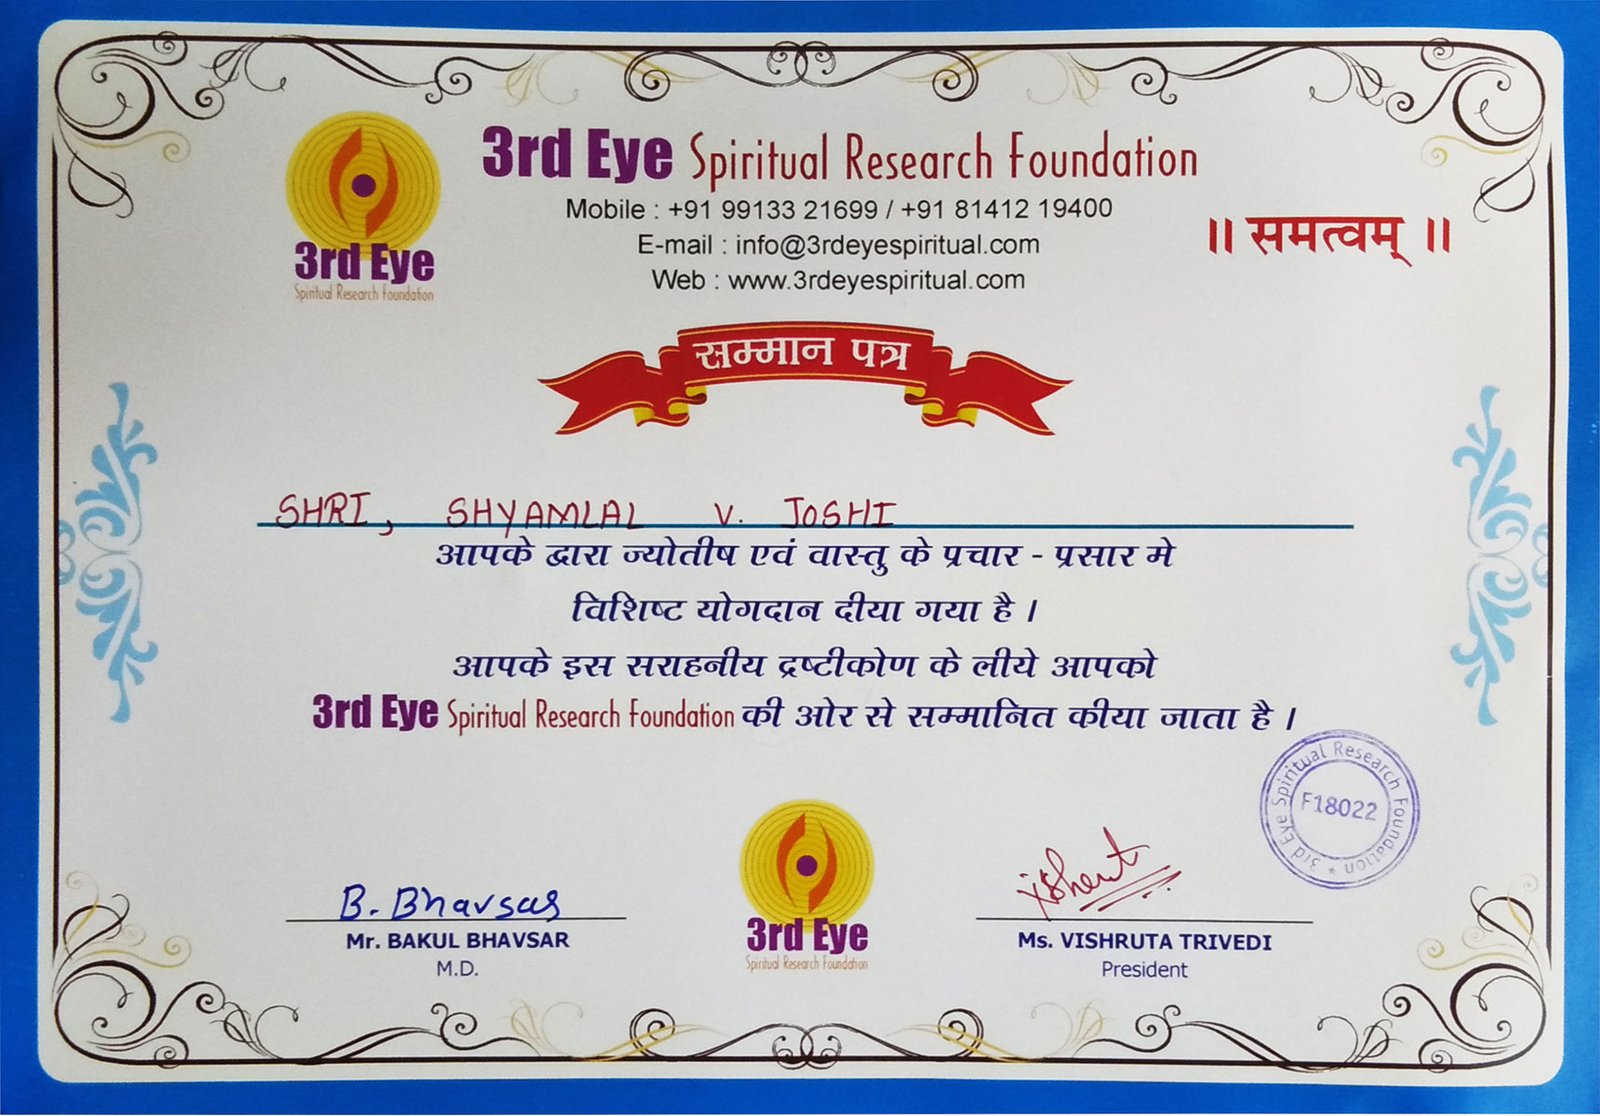 3rd Eye Spiritual Research Foundation
Mobile : +91 99133 21699 / +91 81412 19400
E-mail : info@3rdeyespiritual.com
Web : www.3rdeyespiritual.com
3rd Eye
Spiritual Research Foundation
॥ समत्वम् ॥
सम्मान पत्र
SHRI, SHYAMLAL V. JOSHI
आपके द्वारा ज्योतीष एवं वास्तु के प्रचार - प्रसार मे
विशिष्ट योगदान दीया गया है ।
आपके इस सराहनीय द्रष्टीकोण के लीये आपको
3rd Eye Spiritual Research Foundation की ओर से सम्मानित कीया जाता है ।
3rd Eye Spiritual Research Foundation *
F18022
B. Bhavsar
Mr. BAKUL BHAVSAR
M.D.
3rd Eye
Spiritual Research Foundation
Ms. VISHRUTA TRIVEDI
President